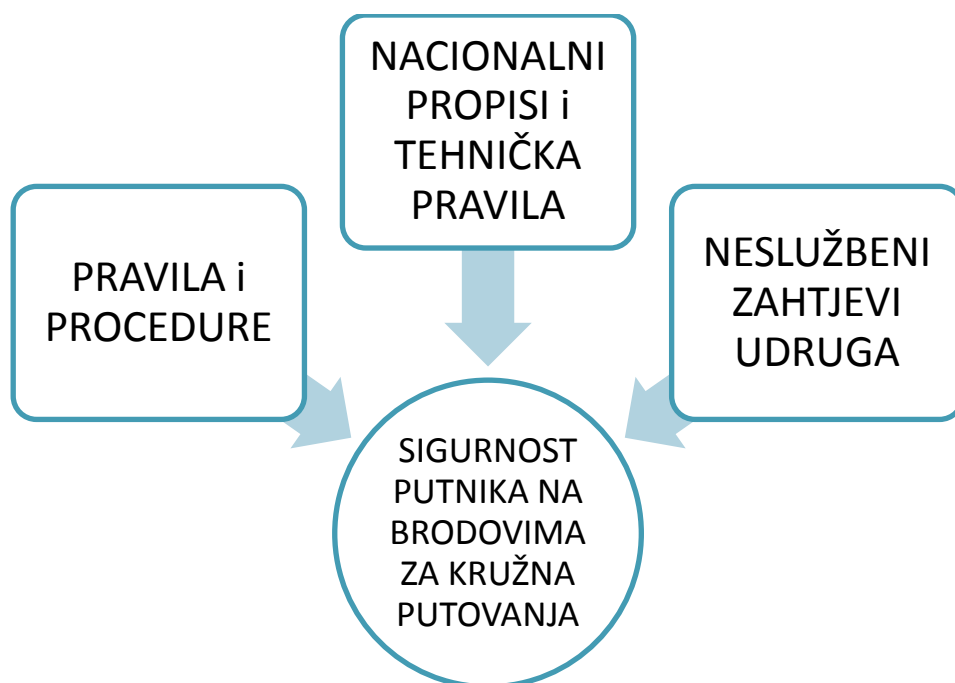 PRAVILA i
PROCEDURE
NACIONALNI
PROPISI i
TEHNIČKA
PRAVILA
NESLUŽBENI
ZAHTJEVI
UDRUGA
SIGURNOST
PUTNIKA NA
BRODOVIMA
ZA KRUŽNA
PUTOVANJA